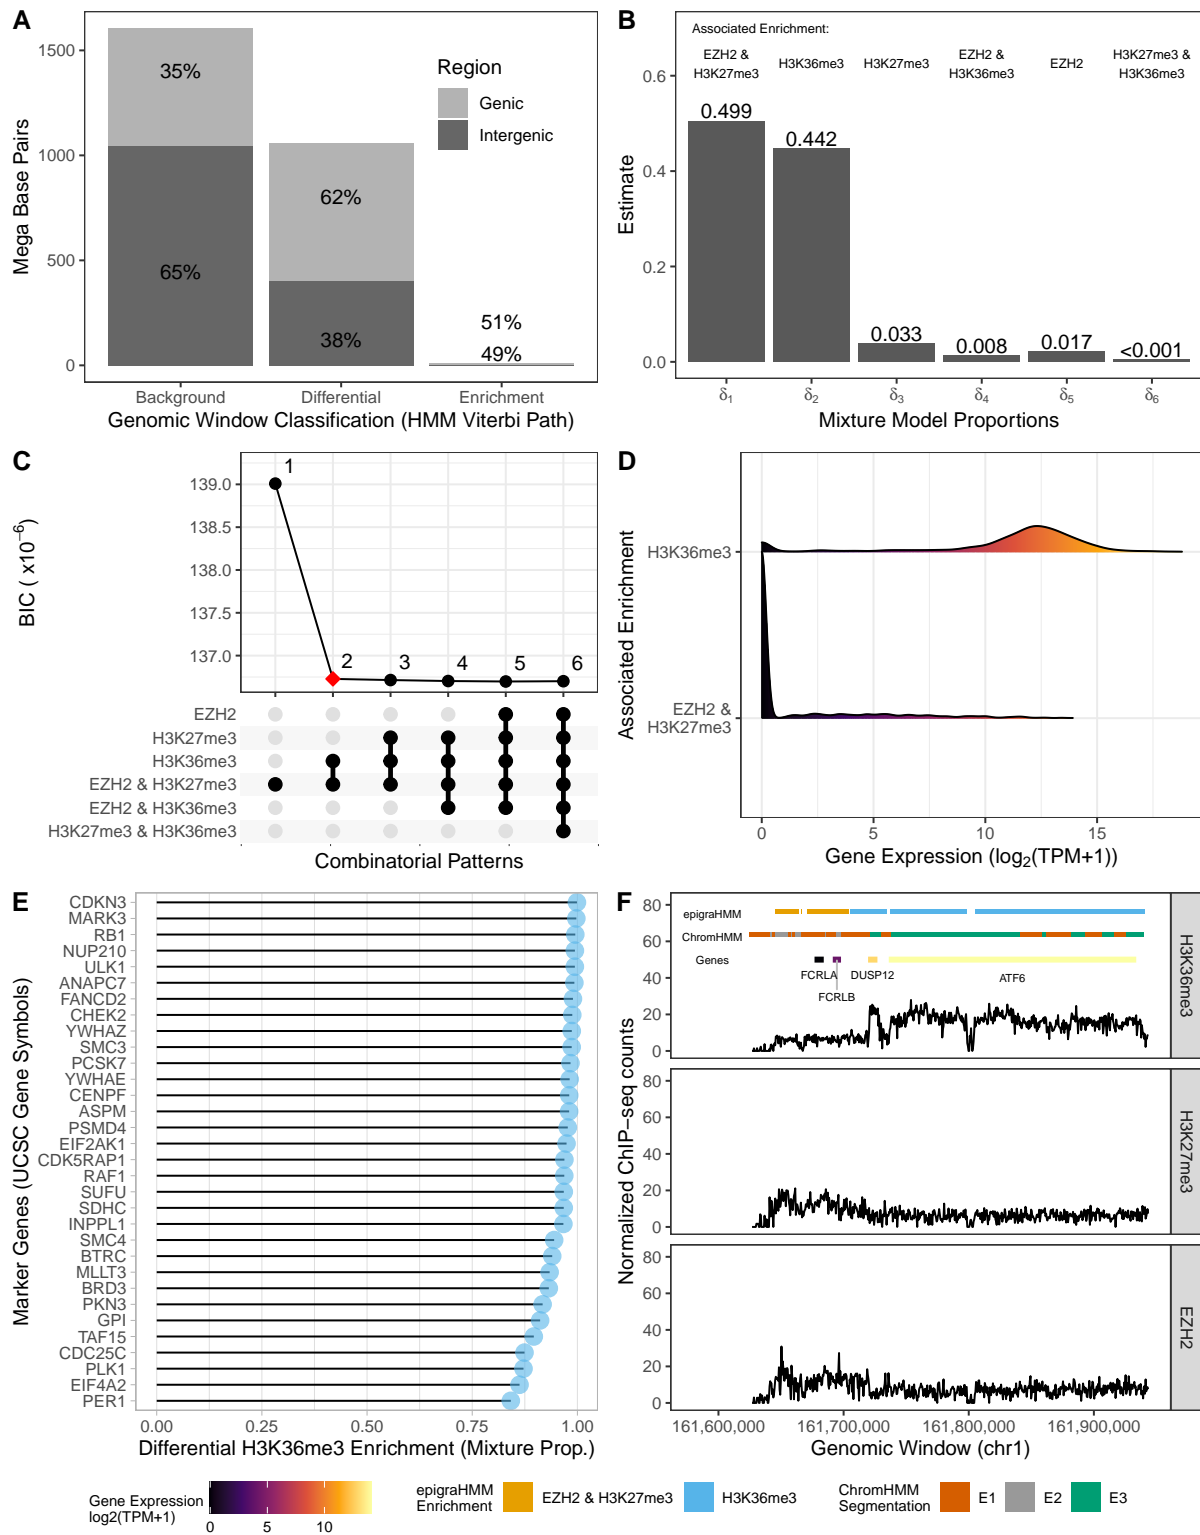 A
Mega Base Pairs
1500
1000
500
0
35%
65%
62%
38%
51%
49%
Region
Genic
Intergenic
Background
Differential
Enrichment
Genomic Window Classification (HMM Viterbi Path)
B
Associated Enrichment:
EZH2 &
H3K27me3
H3K36me3
H3K27me3
EZH2 &
H3K36me3
EZH2
H3K27me3 &
H3K36me3
Estimate
0.6
0.4
0.2
0.0
0.499
0.442
0.033
0.008
0.017
<0.001
δ1
δ2
δ3
δ4
δ5
δ6
Mixture Model Proportions
C
BIC ( x10−6)
139.0
138.5
138.0
137.5
137.0
1
2
3
4
5
6
EZH2
H3K27me3
H3K36me3
EZH2 & H3K27me3
EZH2 & H3K36me3
H3K27me3 & H3K36me3
Combinatorial Patterns
D
Associated Enrichment
H3K36me3
EZH2 &
H3K27me3
0
5
10
15
Gene Expression (log2(TPM+1))
E
Marker Genes (UCSC Gene Symbols)
CDKN3
MARK3
RB1
NUP210
ULK1
ANAPC7
FANCD2
CHEK2
YWHAZ
SMC3
PCSK7
YWHAE
CENPF
ASPM
PSMD4
EIF2AK1
CDK5RAP1
RAF1
SUFU
SDHC
INPPL1
SMC4
BTRC
MLLT3
BRD3
PKN3
GPI
TAF15
CDC25C
PLK1
EIF4A2
PER1
0.00
0.25
0.50
0.75
1.00
Differential H3K36me3 Enrichment (Mixture Prop.)
F
Normalized ChIP−seq counts
80
60
40
20
0
epigraHMM
ChromHMM
Genes
FCRLA
FCRLB
DUSP12
ATF6
H3K36me3
80
60
40
20
0
H3K27me3
80
60
40
20
0
EZH2
161,600,000
161,700,000
161,800,000
161,900,000
Genomic Window (chr1)
Gene Expression
log2(TPM+1)
0
5
10
epigraHMM
Enrichment
EZH2 & H3K27me3
H3K36me3
ChromHMM
Segmentation
E1
E2
E3